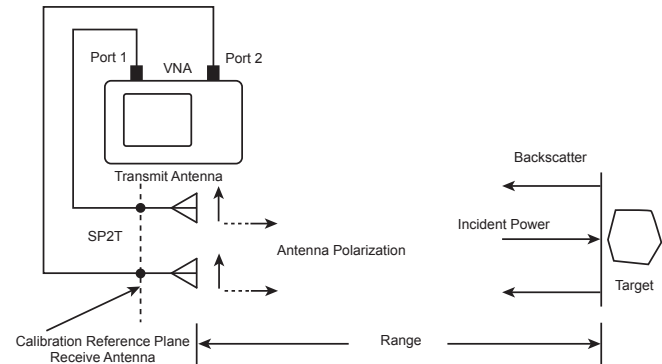 Port 1
VNA
Port 2
Transmit Antenna
Backscatter
SP2T
Incident Power
Antenna Polarization
Target
Calibration Reference Plane
Receive Antenna
Range